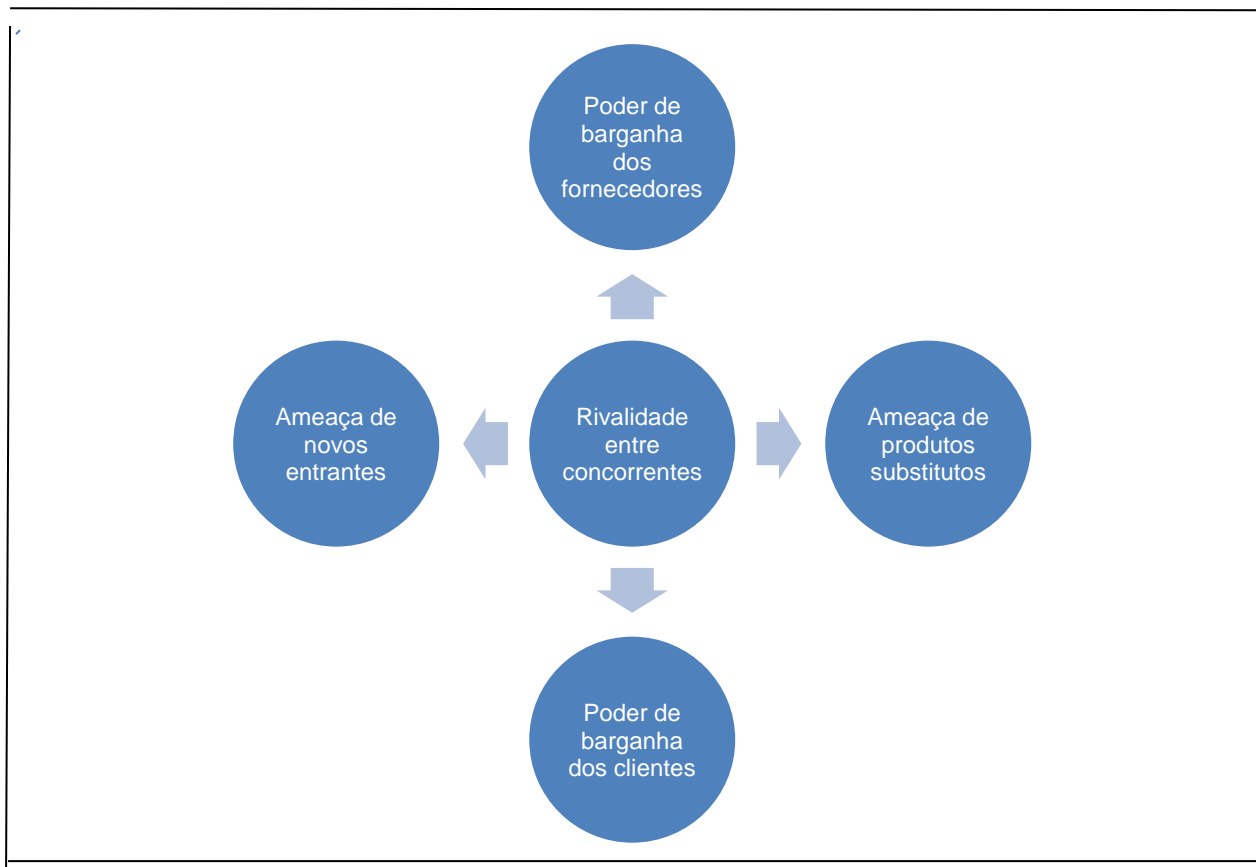 Poder de
barganha
dos
fornecedores
Ameaça de
novos
entrantes
Rivalidade
entre
concorrentes
Ameaça de
produtos
substitutos
Poder de
barganha
dos clientes